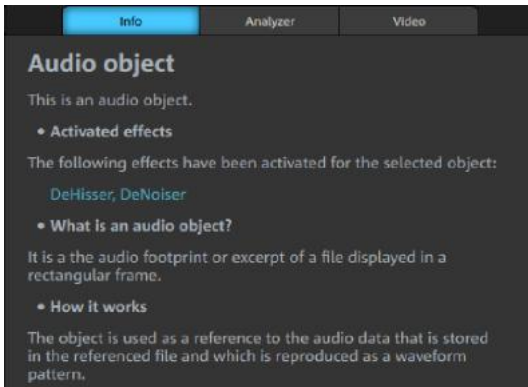 Info Analyzer Video
Audio object
This is an audio object.
• Activated effects
The following effects have been activated for the selected object:
DeHisser, DeNoiser
• What is an audio object?
It is a the audio footprint or excerpt of a file displayed in a
rectangular frame.
• How it works
The object is used as a reference to the audio data that is stored
in the referenced file and which is reproduced as a waveform
pattern.